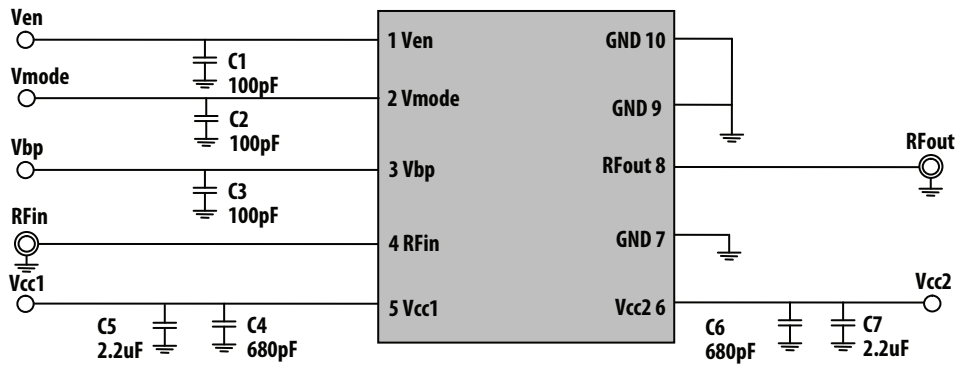 Ven
1 Ven
GND 10
C1
100pF
Vmode
2 Vmode
GND 9
C2
100pF
Vbp
3 Vbp
RFout 8
RFout
C3
100pF
RFin
4 RFin
GND 7
Vcc1
5 Vcc1
Vcc2 6
Vcc2
C5
2.2uF
C4
680pF
C6
680pF
C7
2.2uF